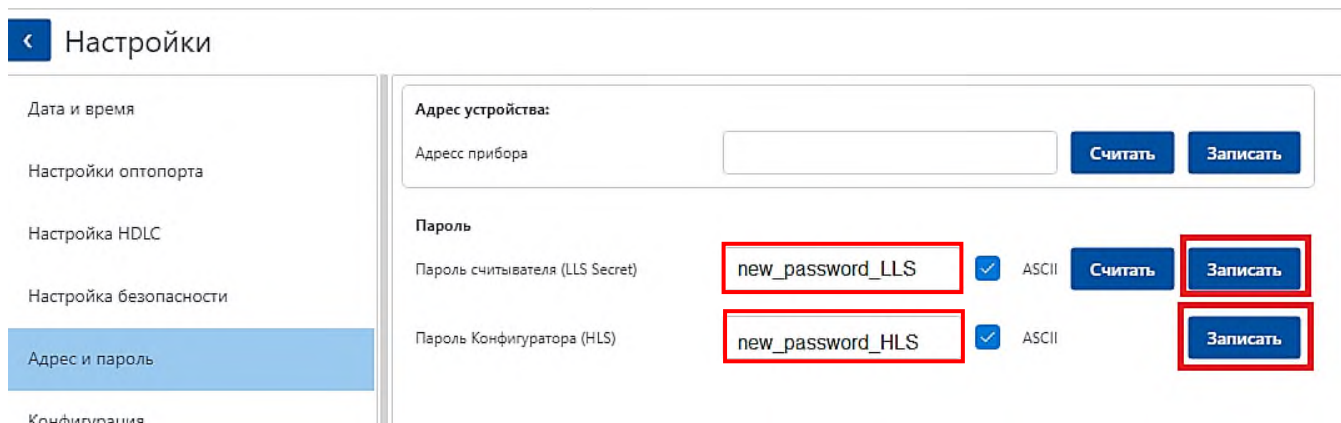 Настройки
Дата и время
Настройки оптопорта
Настройка HDLC
Настройка безопасности
Адрес и пароль
Конфигурация
Адрес устройства:
Адресс прибора Считать Записать
Пароль
Пароль считывателя (LLS Secret) new_password_LLS ASCII Считать Записать
Пароль Конфигуратора (HLS) new_password_HLS ASCII Записать